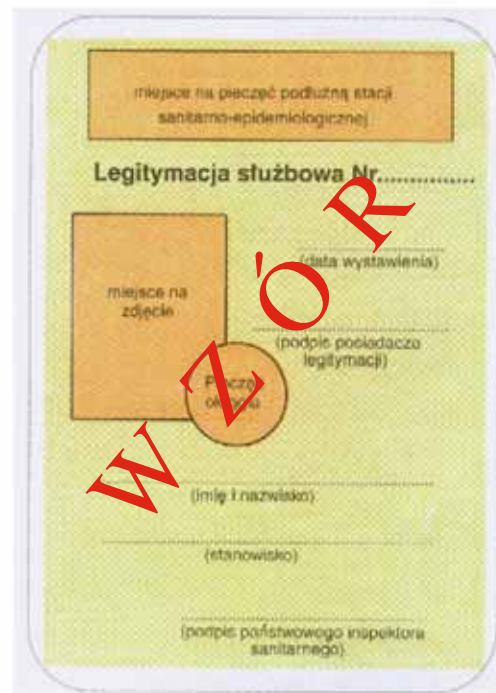 miejsce na pieczęć podłużną stacji
sanitarno-epidemiologicznej
Legitymacja służbowa Nr...............
(data wystawienia)
miejsce na
zdjęcie
(podpis posiadacza
legitymacji)
Pieczęć
okrągła
WZÓR
(imię i nazwisko)
(stanowisko)
(podpis państwowego inspektora
sanitarnego)